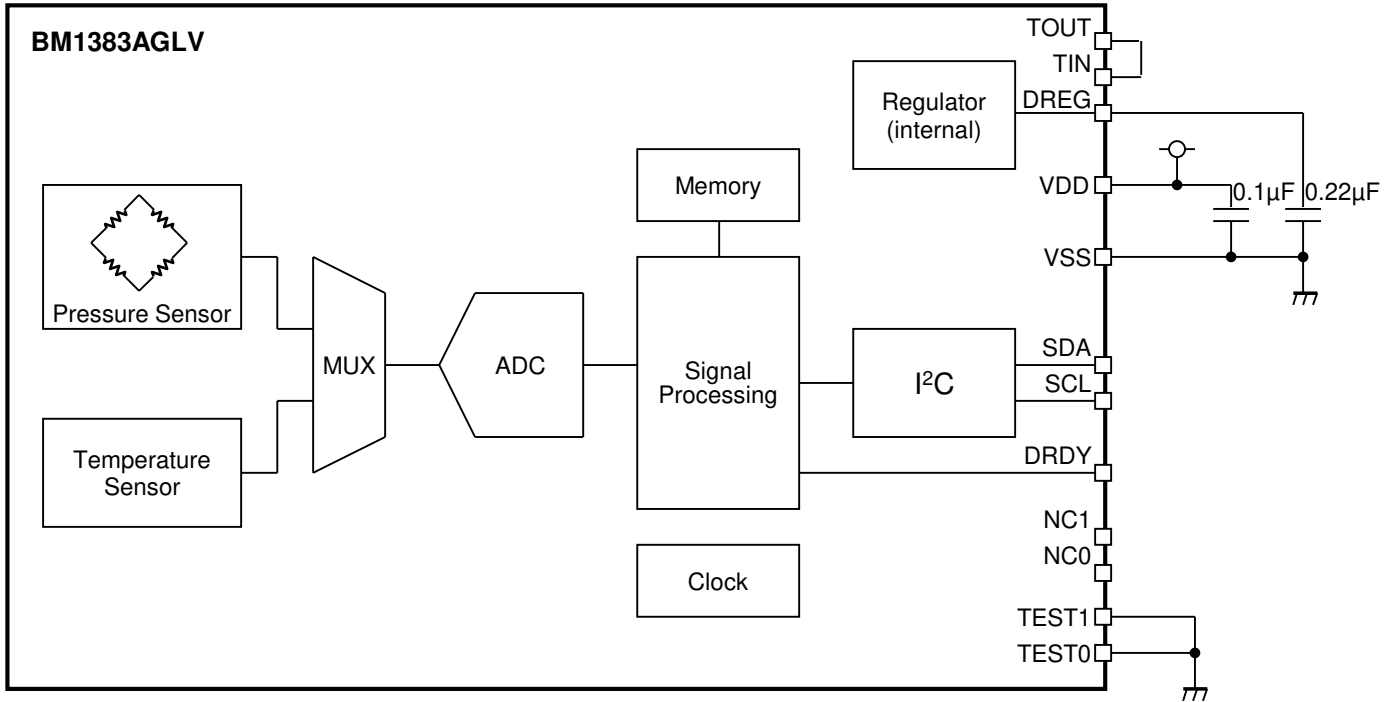 BM1383AGLV
TOUT
TIN
Regulator
(internal)
DREG
Memory
VDD
0.1µF
0.22µF
VSS
Pressure Sensor
MUX
ADC
Signal
Processing
I²C
SDA
SCL
Temperature
Sensor
DRDY
NC1
NC0
Clock
TEST1
TEST0